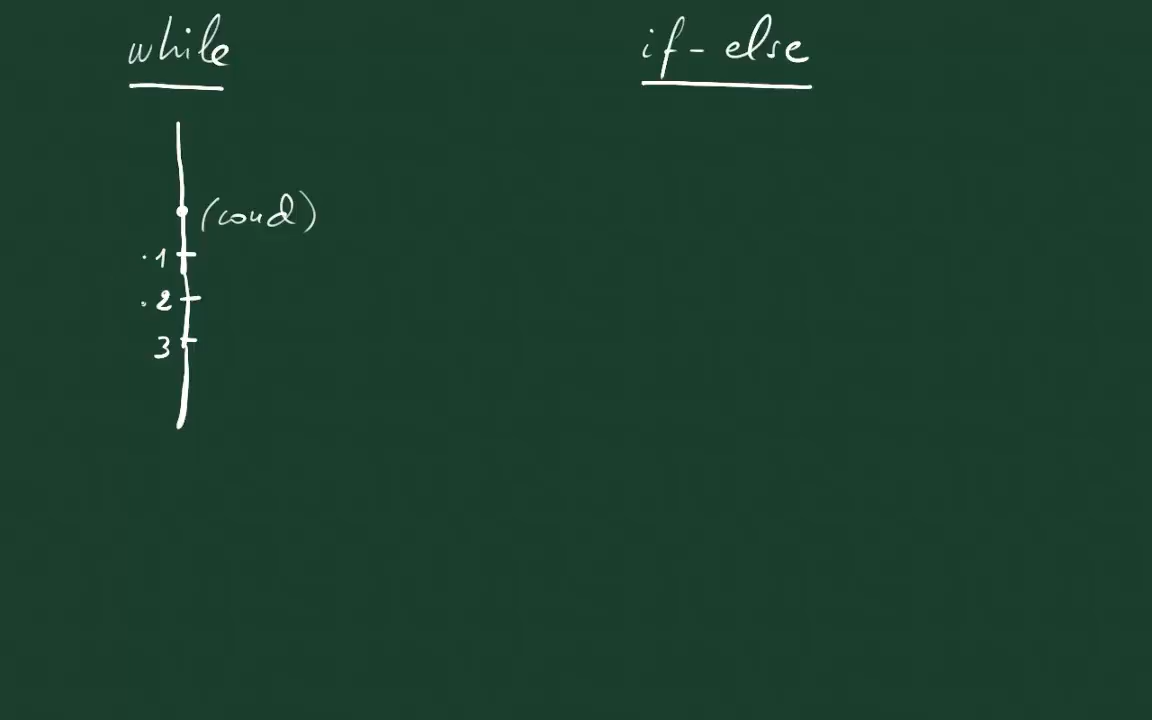 while
if - else
(cond)
.1
.2
3